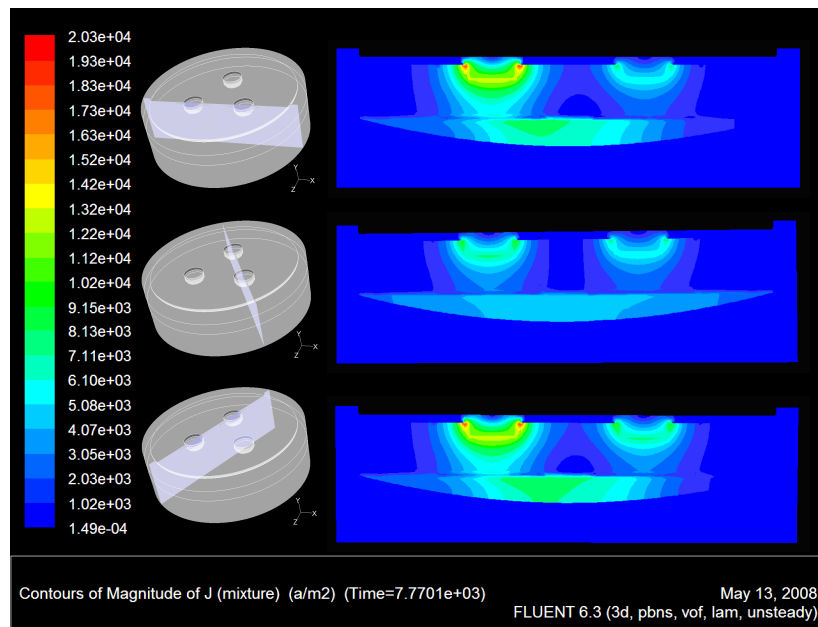 2.03e+04
1.93e+04
1.83e+04
1.73e+04
1.63e+04
1.52e+04
1.42e+04
1.32e+04
1.22e+04
1.12e+04
1.02e+04
9.15e+03
8.13e+03
7.11e+03
6.10e+03
5.08e+03
4.07e+03
3.05e+03
2.03e+03
1.02e+03
1.49e-04
Y
X
Z
Y
X
Z
Y
X
Z
Contours of Magnitude of J (mixture) (a/m2) (Time=7.7701e+03)
May 13, 2008
FLUENT 6.3 (3d, pbns, vof, lam, unsteady)